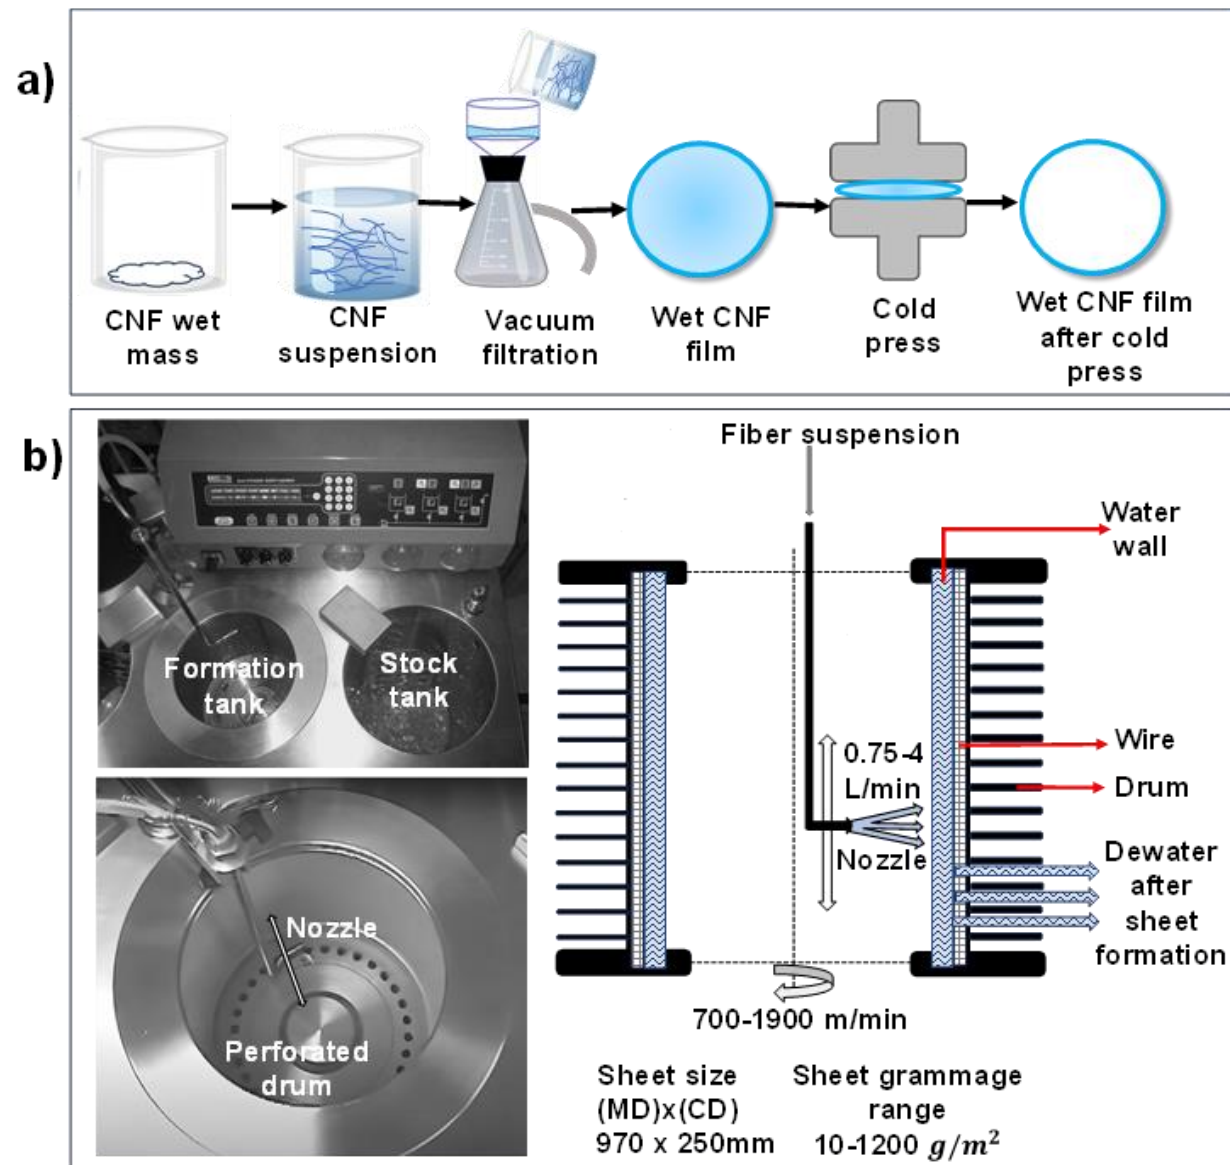 a)
CNF wet
mass
CNF
suspension
Vacuum
filtration
Wet CNF
film
Cold
press
Wet CNF film
after cold
press
b)
Formation
tank
Stock
tank
Nozzle
Perforated
drum
Fiber suspension
Water
wall
0.75-4
L/min
Nozzle
Wire
Drum
Dewater
after
sheet
formation
700-1900 m/min
Sheet size
(MD)x(CD)
970 x 250mm
Sheet grammage
range
10-1200 g/m²